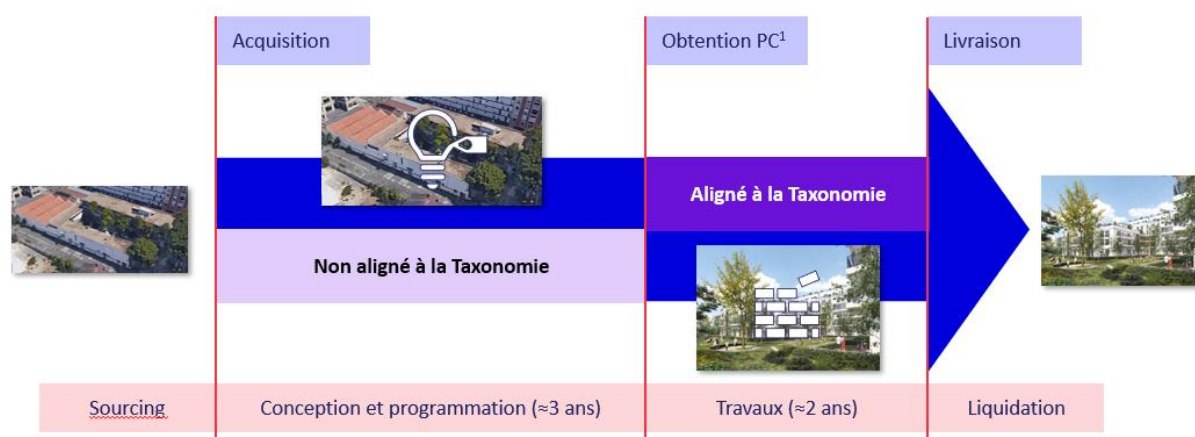 Acquisition
Obtention PC¹
Livraison
Aligné à la Taxonomie
Non aligné à la Taxonomie
Sourcing
Conception et programmation (≈3 ans)
Travaux (≈2 ans)
Liquidation